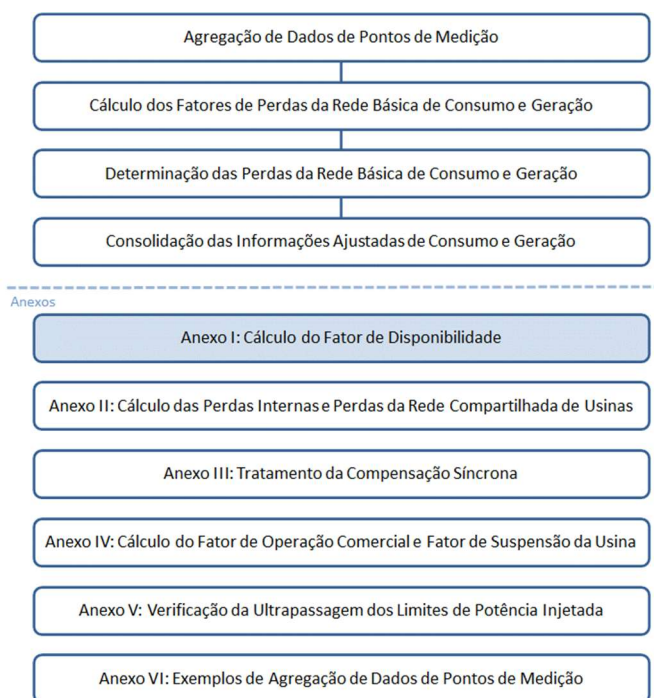 Agregação de Dados de Pontos de Medição
Cálculo dos Fatores de Perdas da Rede Básica de Consumo e Geração
Determinação das Perdas da Rede Básica de Consumo e Geração
Consolidação das Informações Ajustadas de Consumo e Geração
Anexos
Anexo I: Cálculo do Fator de Disponibilidade
Anexo II: Cálculo das Perdas Internas e Perdas da Rede Compartilhada de Usinas
Anexo III: Tratamento da Compensação Síncrona
Anexo IV: Cálculo do Fator de Operação Comercial e Fator de Suspensão da Usina
Anexo V: Verificação da Ultrapassagem dos Limites de Potência Injetada
Anexo VI: Exemplos de Agregação de Dados de Pontos de Medição